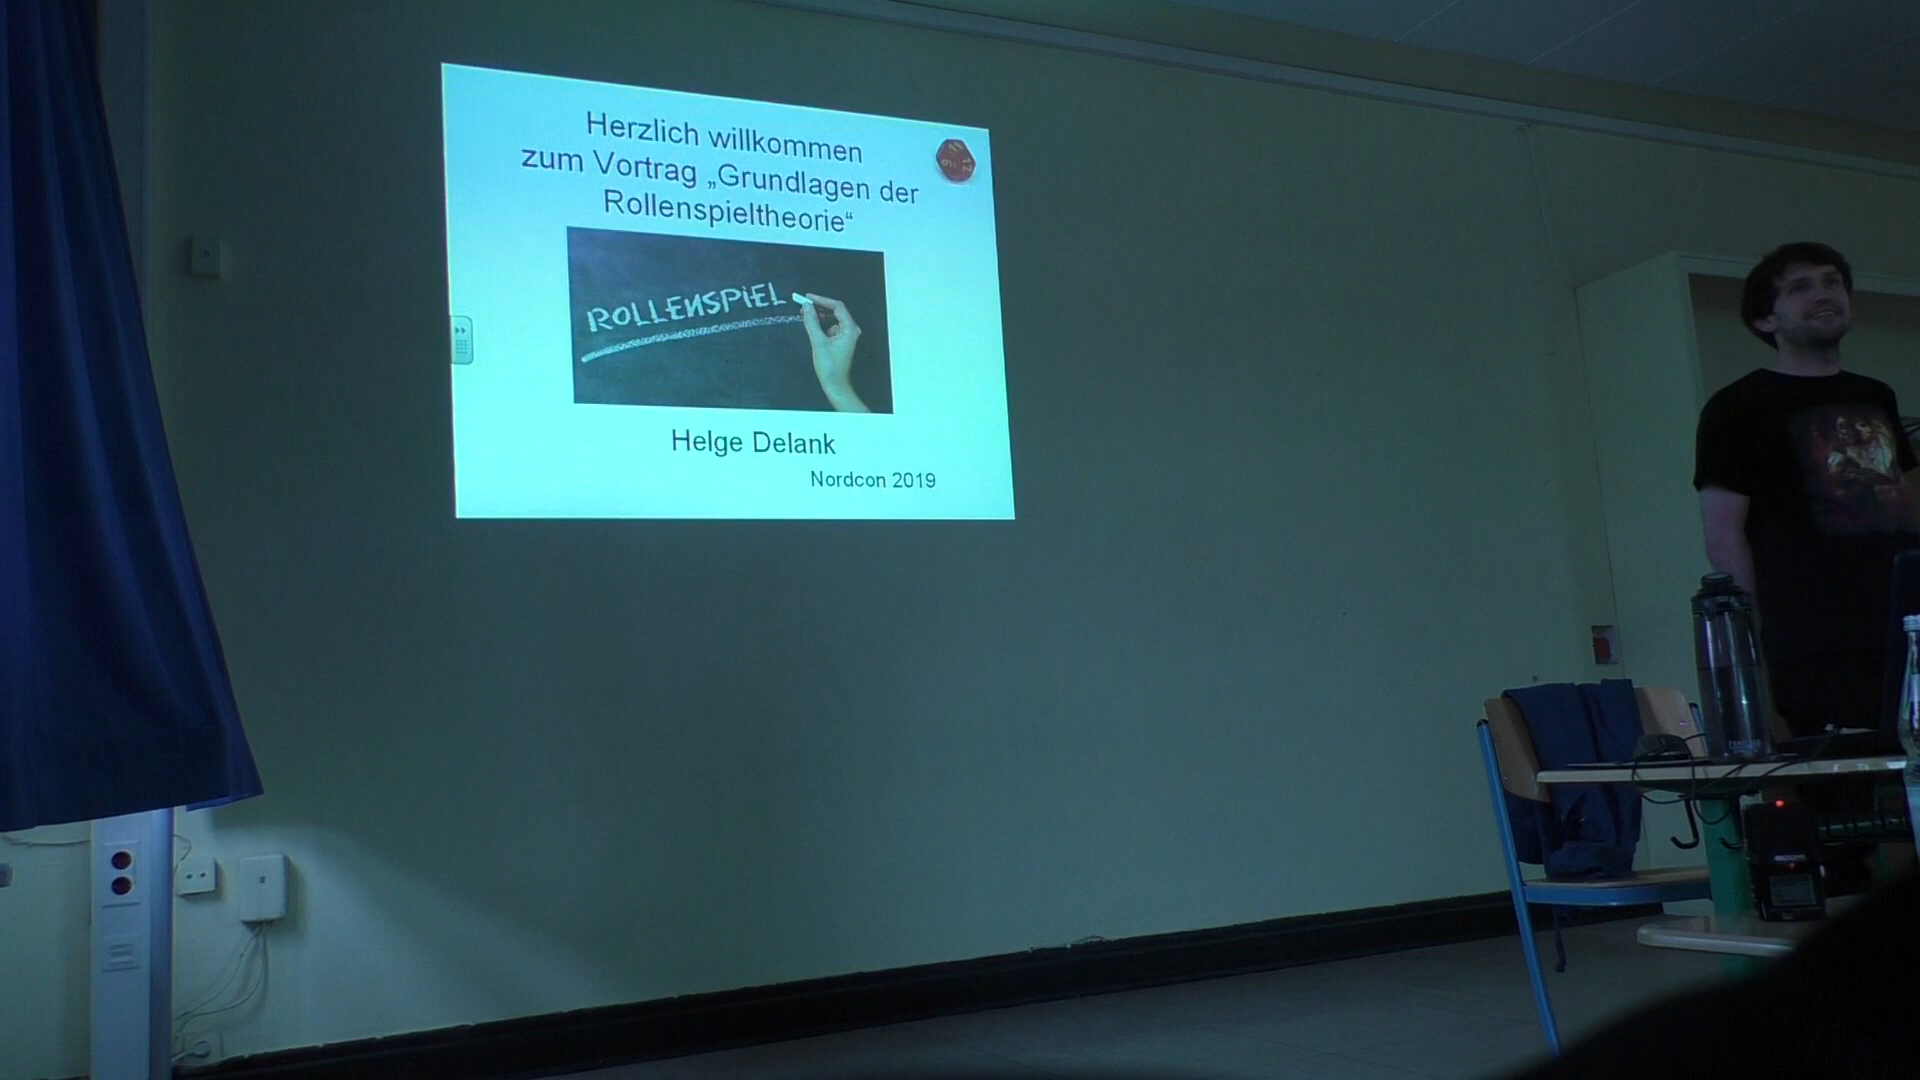 Herzlich willkommen
zum Vortrag „Grundlagen der
Rollenspieltheorie“
ROLLENSPIEL
Helge Delank
Nordcon 2019